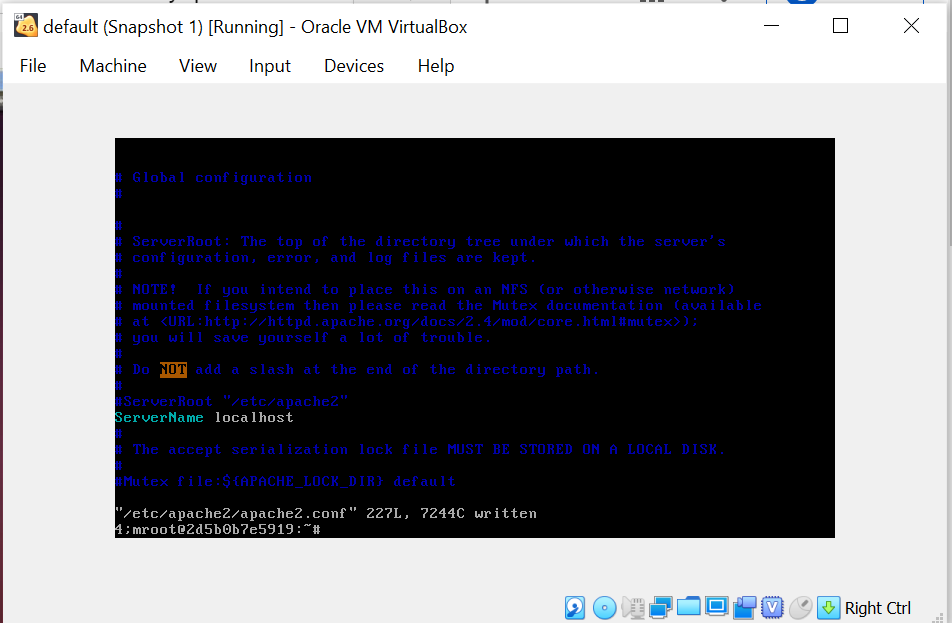 default (Snapshot 1) [Running] - Oracle VM VirtualBox
File Machine View Input Devices Help
# Global configuration
#
#
# ServerRoot: The top of the directory tree under which the server's
# configuration, error, and log files are kept.
#
# NOTE! If you intend to place this on an NFS (or otherwise network)
# mounted filesystem then please read the Mutex documentation (available
# at <URL:http://httpd.apache.org/docs/2.4/mod/core.html#mutex>);
# you will save yourself a lot of trouble.
#
# Do NOT add a slash at the end of the directory path.
#
#ServerRoot "/etc/apache2"
ServerName localhost
#
# The accept serialization lock file MUST BE STORED ON A LOCAL DISK.
#
#Mutex file:${APACHE_LOCK_DIR} default
"/etc/apache2/apache2.conf" 227L, 7244C written
4;mroot@2d5b0b7e5919:~#
Right Ctrl